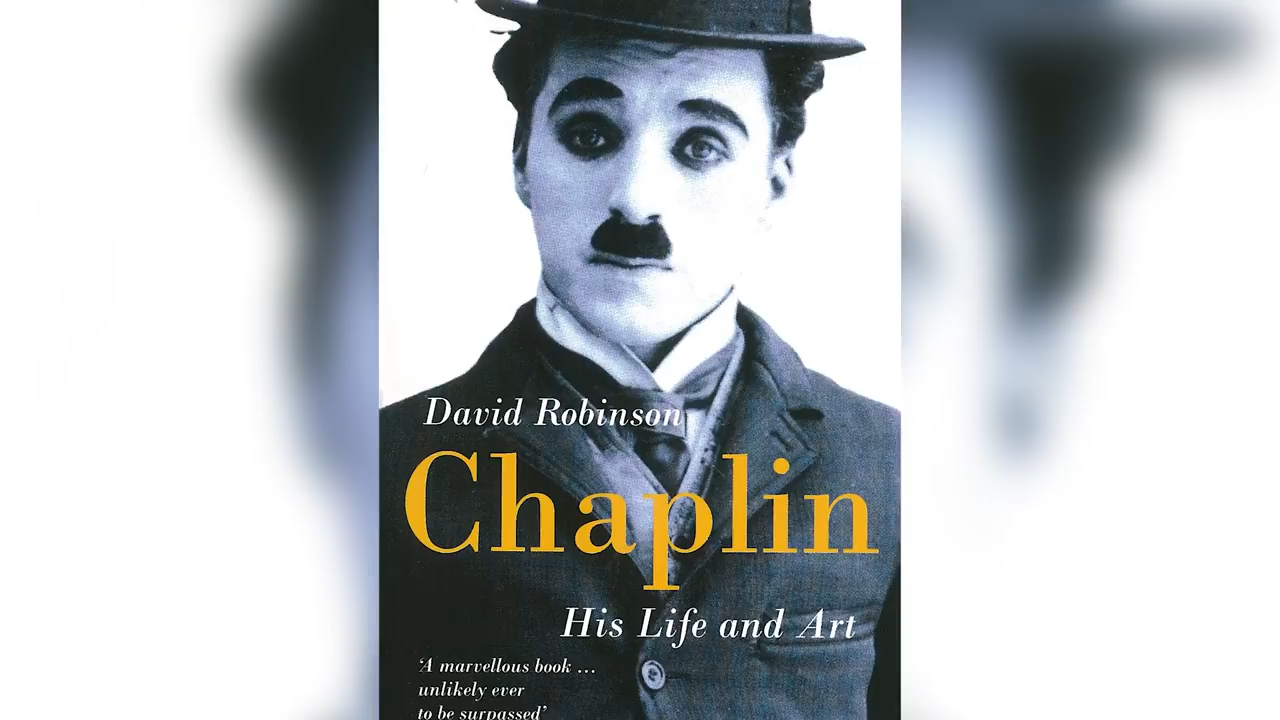 David Robinson
Chaplin
His Life and Art
‘A marvellous book ...
unlikely ever
to be surpassed’